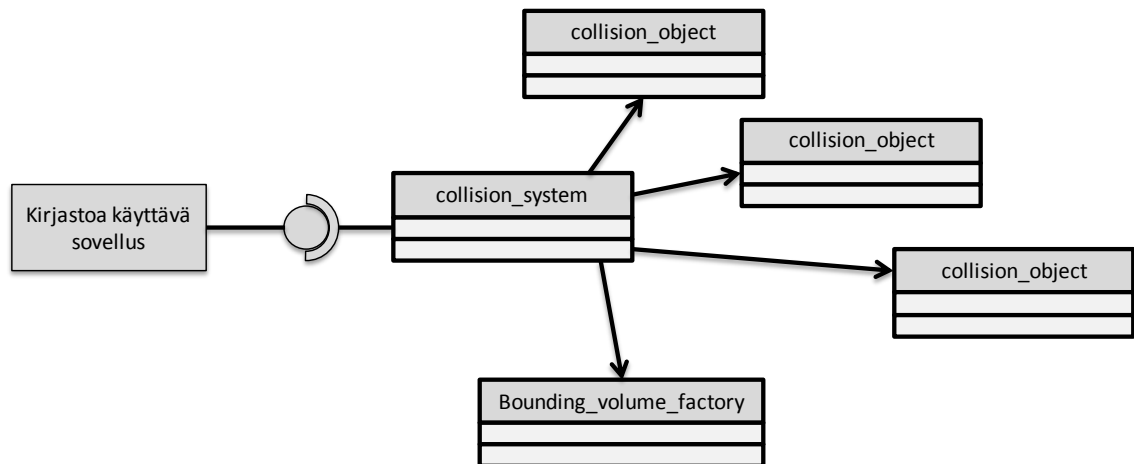 collision_object
collision_object
Kirjastoa käyttävä
sovellus
collision_system
collision_object
Bounding_volume_factory